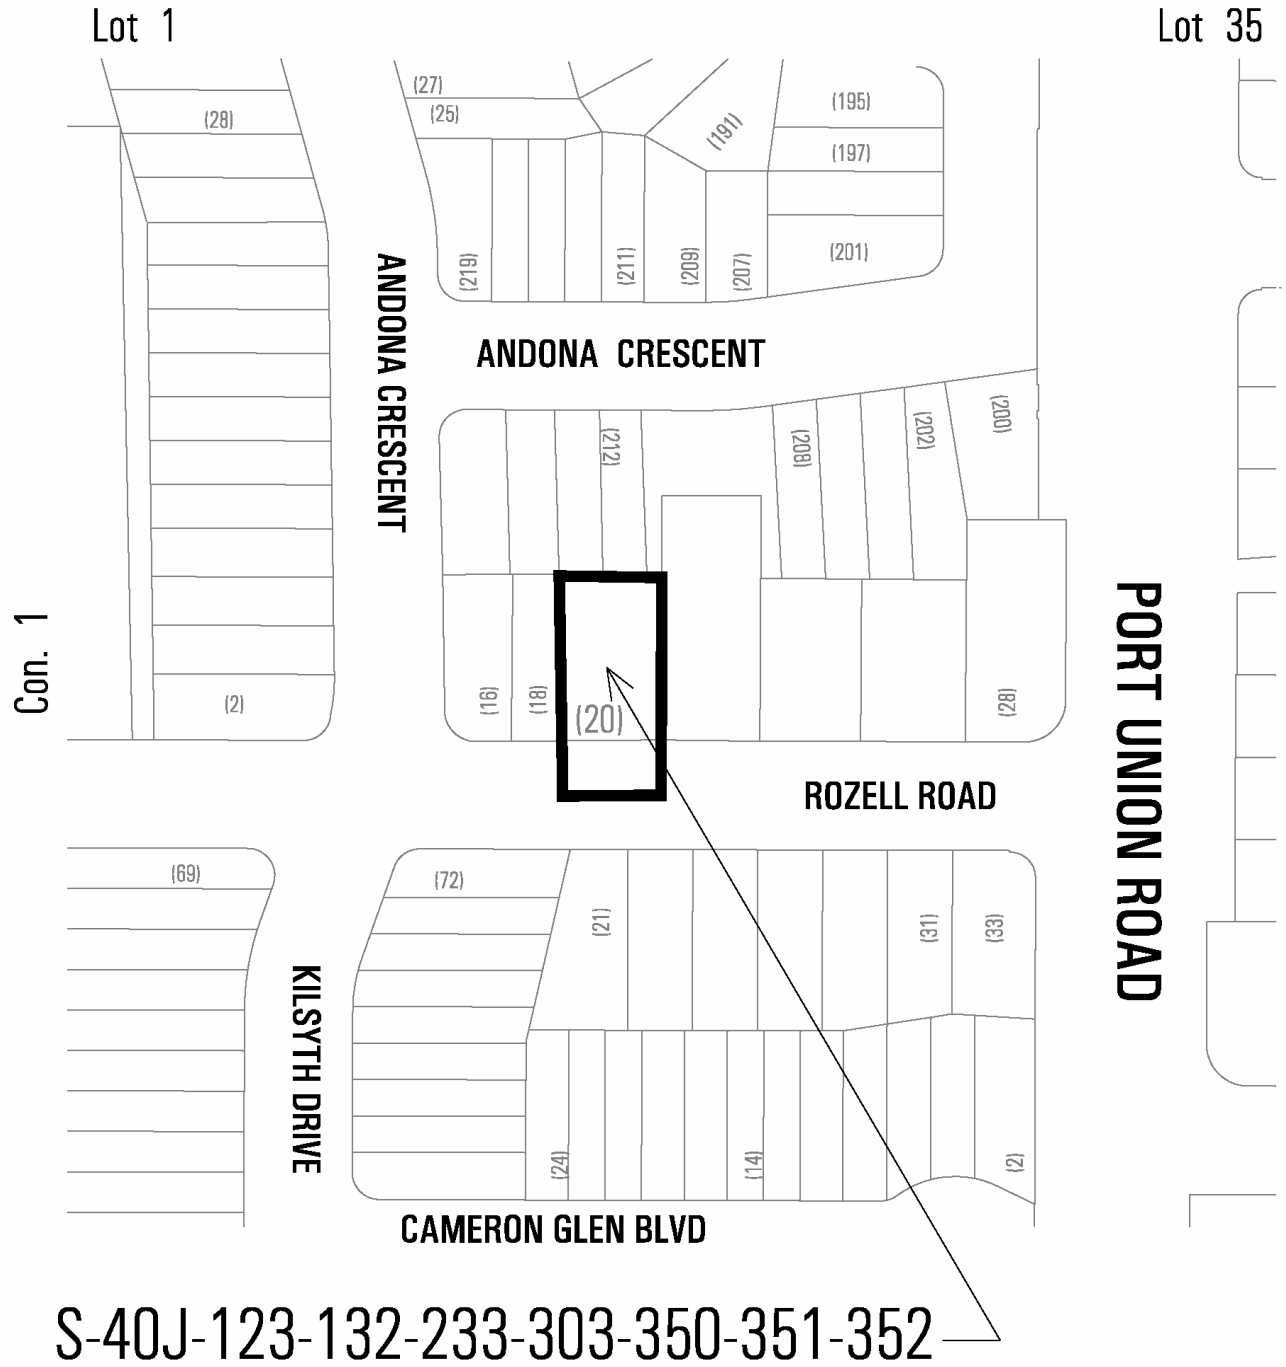 Lot 1
Lot 35
(27)
(195)
(28)
(25)
(191)
(197)
(219)
(211)
(209)
(207)
(201)
ANDONA CRESCENT
ANDONA CRESCENT
(200)
(212)
(208)
(202)
Con. 1
PORT UNION ROAD
(2)
(16)
(18)
(20)
(28)
ROZELL ROAD
(69)
(72)
(21)
(31)
(33)
KILSYTH DRIVE
(24)
(14)
(2)
CAMERON GLEN BLVD
S-40J-123-132-233-303-350-351-352